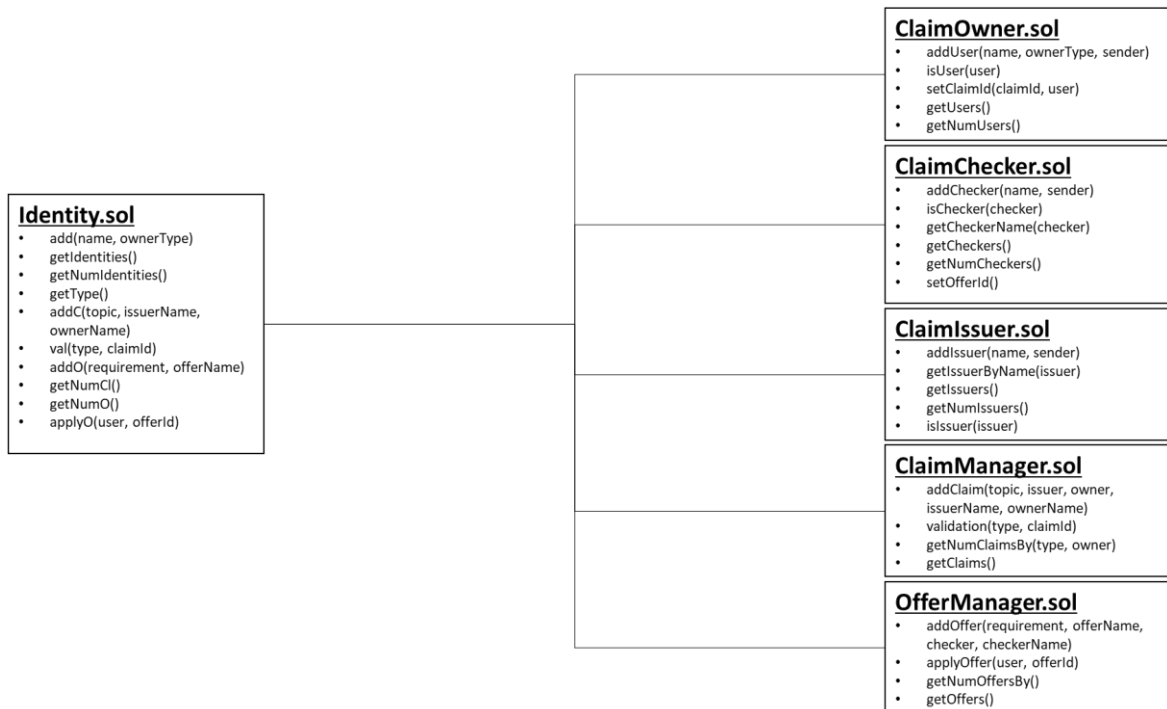 Identity.sol
• add(name, ownerType)
• getIdentities()
• getNumIdentities()
• getType()
• addC(topic, issuerName,
ownerName)
• val(type, claimId)
• addO(requirement, offerName)
• getNumCl()
• getNumO()
• applyO(user, offerId)
ClaimOwner.sol
• addUser(name, ownerType, sender)
• isUser(user)
• setClaimId(claimId, user)
• getUsers()
• getNumUsers()
ClaimChecker.sol
• addChecker(name, sender)
• isChecker(checker)
• getCheckerName(checker)
• getCheckers()
• getNumCheckers()
• setOfferId()
ClaimIssuer.sol
• addIssuer(name, sender)
• getIssuerByName(issuer)
• getIssuers()
• getNumIssuers()
• isIssuer(issuer)
ClaimManager.sol
• addClaim(topic, issuer, owner,
issuerName, ownerName)
• validation(type, claimId)
• getNumClaimsBy(type, owner)
• getClaims()
OfferManager.sol
• addOffer(requirement, offerName,
checker, checkerName)
• applyOffer(user, offerId)
• getNumOffersBy()
• getOffers()